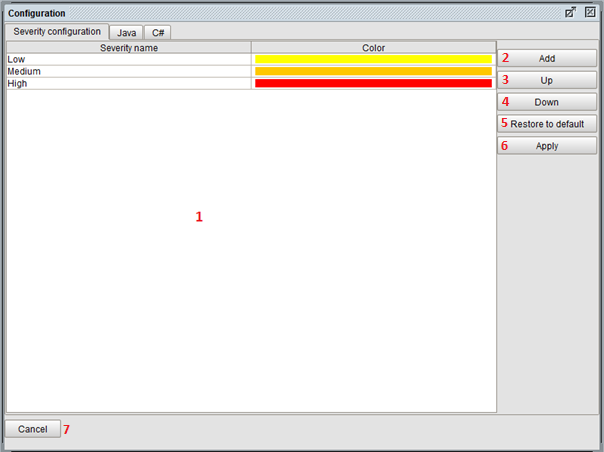 Configuration
Severity configuration Java C#
Severity name Color
Low
Medium
High
2 Add
3 Up
4 Down
5 Restore to default
6 Apply
1
Cancel 7